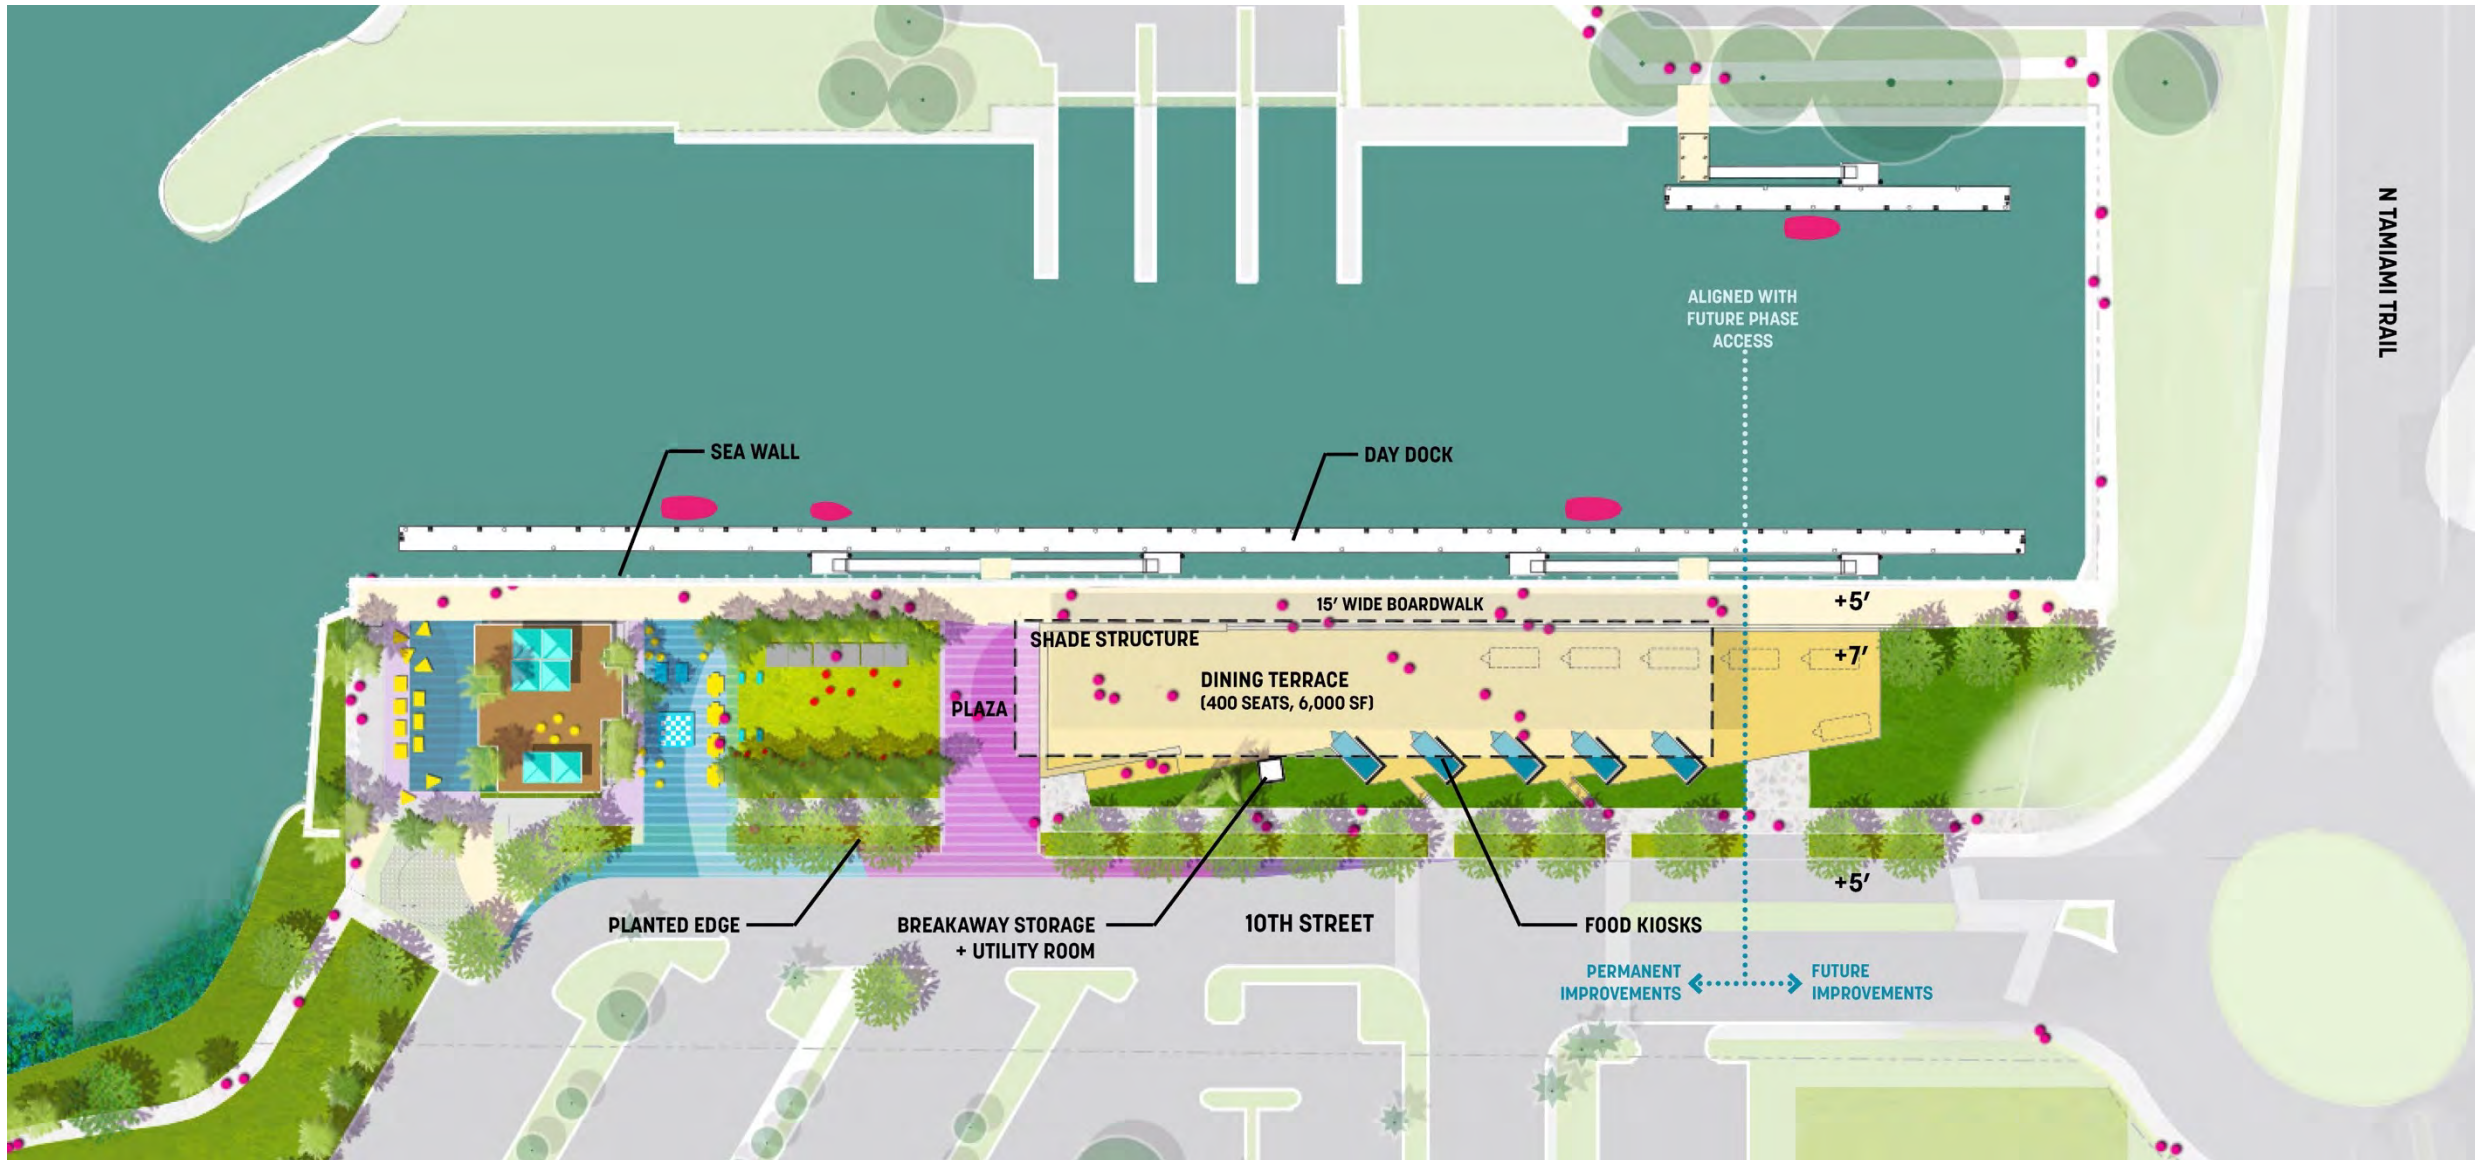 N TAMIAMI TRAIL
ALIGNED WITH
FUTURE PHASE
ACCESS
SEA WALL
DAY DOCK
15′ WIDE BOARDWALK
+5′
SHADE STRUCTURE
+7′
DINING TERRACE
(400 SEATS, 6,000 SF)
PLAZA
+5′
PLANTED EDGE
BREAKAWAY STORAGE
+ UTILITY ROOM
10TH STREET
FOOD KIOSKS
PERMANENT
IMPROVEMENTS
FUTURE
IMPROVEMENTS